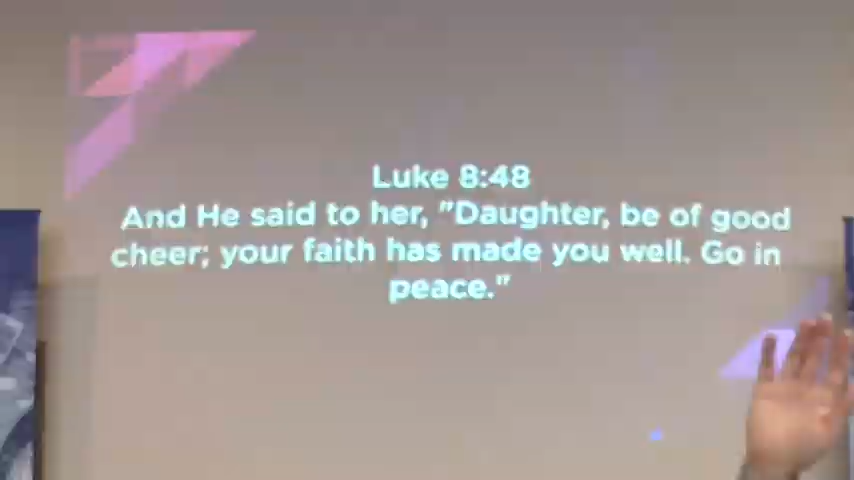 Luke 8:48
And He said to her, "Daughter, be of good
cheer; your faith has made you well. Go in
peace."